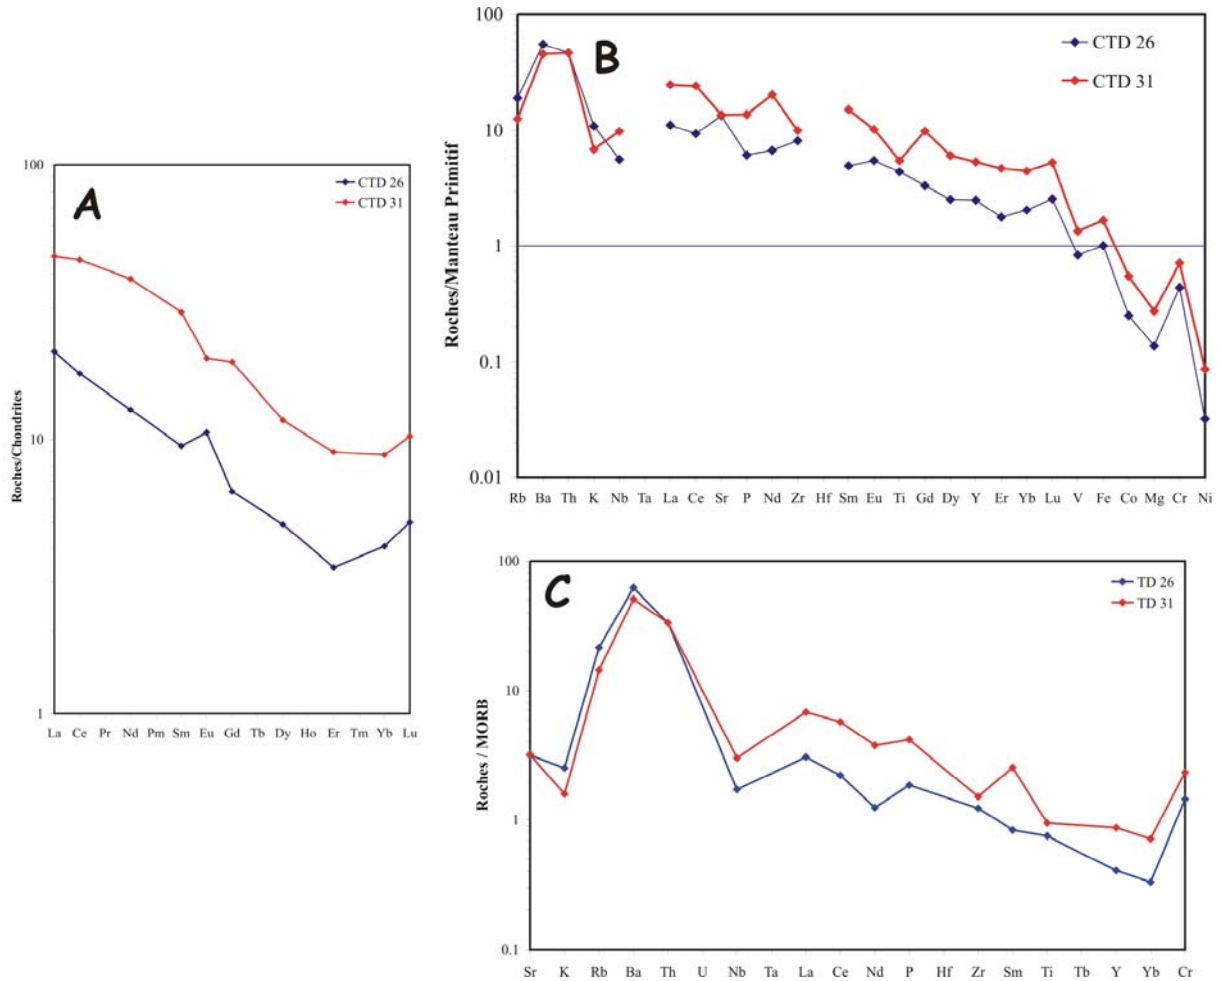 A
CTD 26
CTD 31
100
10
1
Roches/Chondrites
La Ce Pr Nd Pm Sm Eu Gd Tb Dy Ho Er Tm Yb Lu
B
CTD 26
CTD 31
100
10
1
0.1
0.01
Roches/Manteau Primitif
Rb Ba Th K Nb Ta La Ce Sr P Nd Zr Hf Sm Eu Ti Gd Dy Y Er Yb Lu V Fe Co Mg Cr Ni
C
TD 26
TD 31
100
10
1
0.1
Roches / MORB
Sr K Rb Ba Th U Nb Ta La Ce Nd P Hf Zr Sm Ti Tb Y Yb Cr